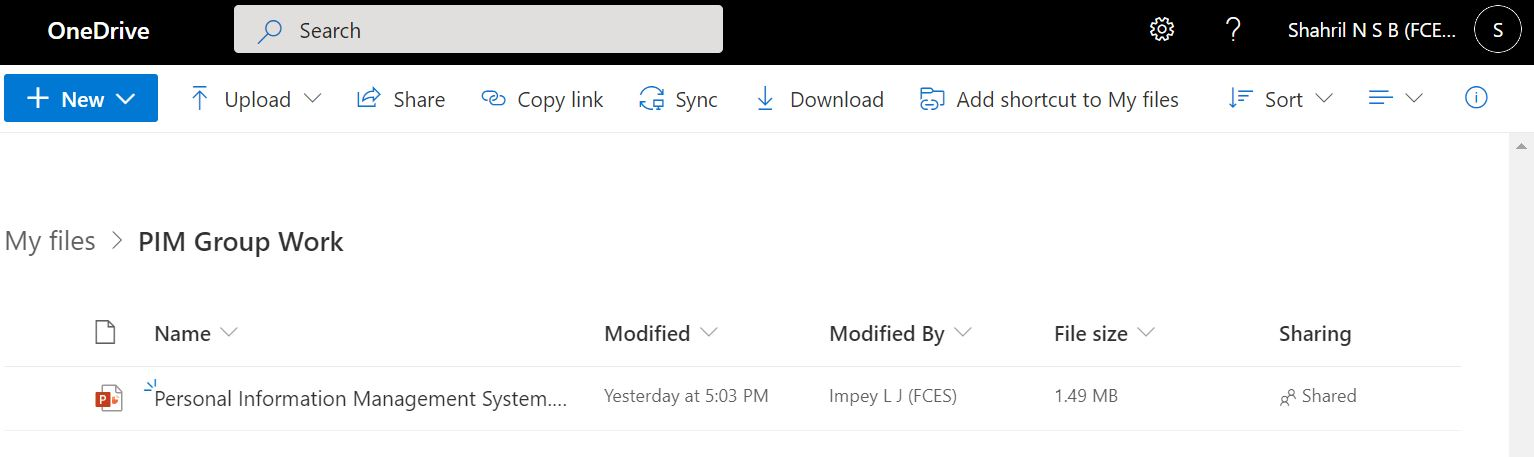 OneDrive Search Shahril N S B (FCE... S
New Upload Share Copy link Sync Download Add shortcut to My files Sort
My files > PIM Group Work
Name Modified Modified By File size Sharing
Personal Information Management System.... Yesterday at 5:03 PM Impey L J (FCES) 1.49 MB Shared